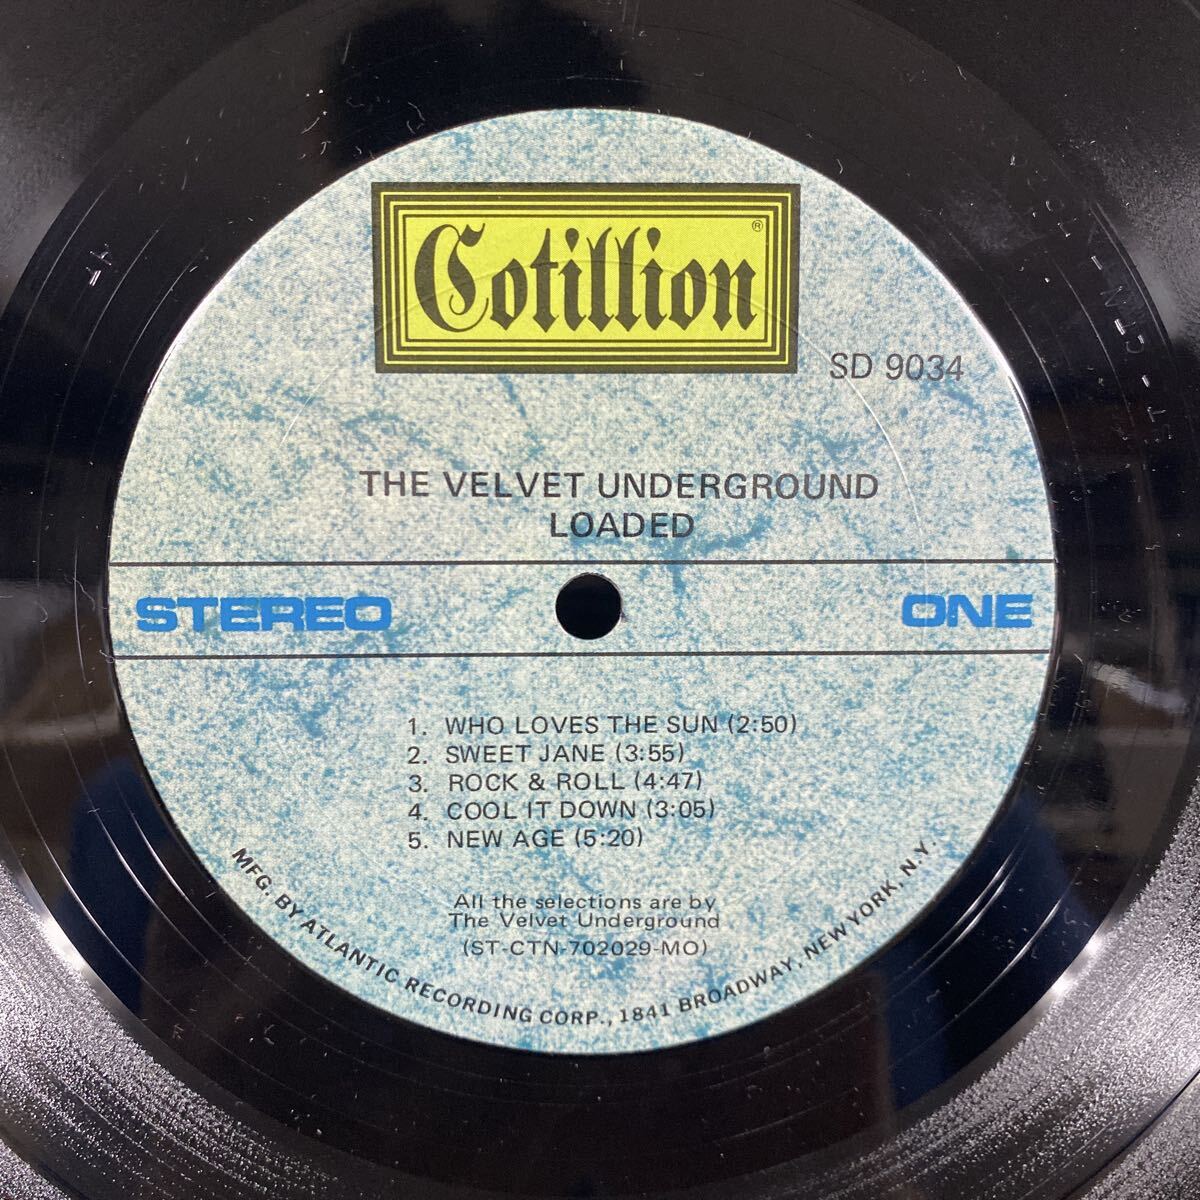 Cotillion ®
SD 9034
THE VELVET UNDERGROUND
LOADED
STEREO
ONE
1. WHO LOVES THE SUN (2:50)
2. SWEET JANE (3:55)
3. ROCK & ROLL (4:47)
4. COOL IT DOWN (3:05)
5. NEW AGE (5:20)
All the selections are by
The Velvet Underground
(ST-CTN-702029-MO)
MFG. BY ATLANTIC RECORDING CORP., 1841 BROADWAY, NEW YORK, N.Y.